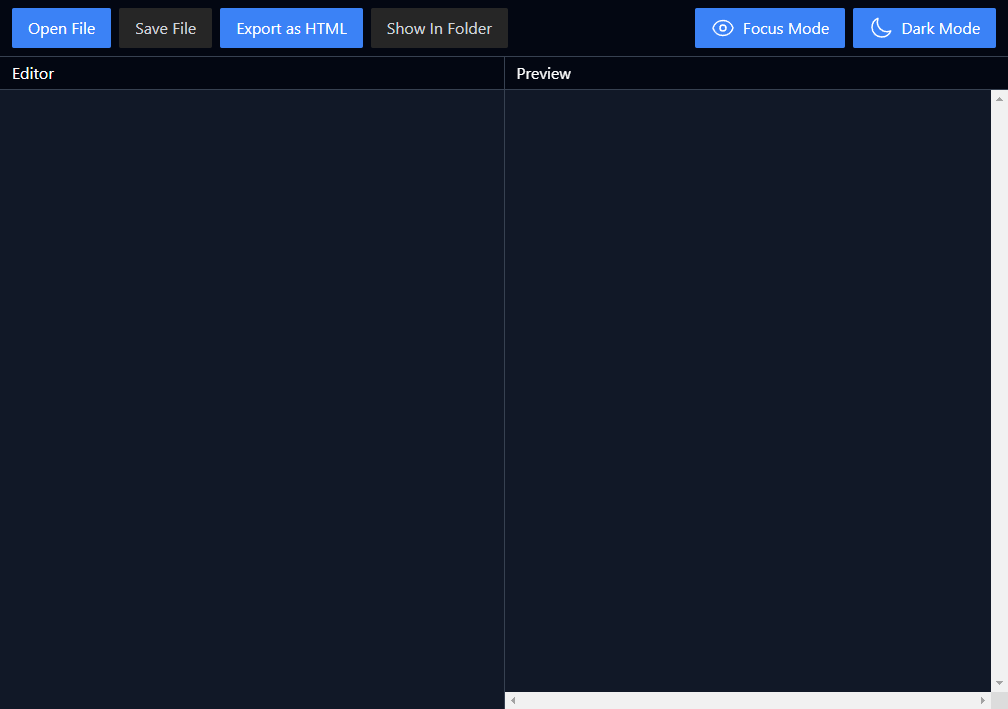 Open File Save File Export as HTML Show In Folder Focus Mode Dark Mode
Editor Preview